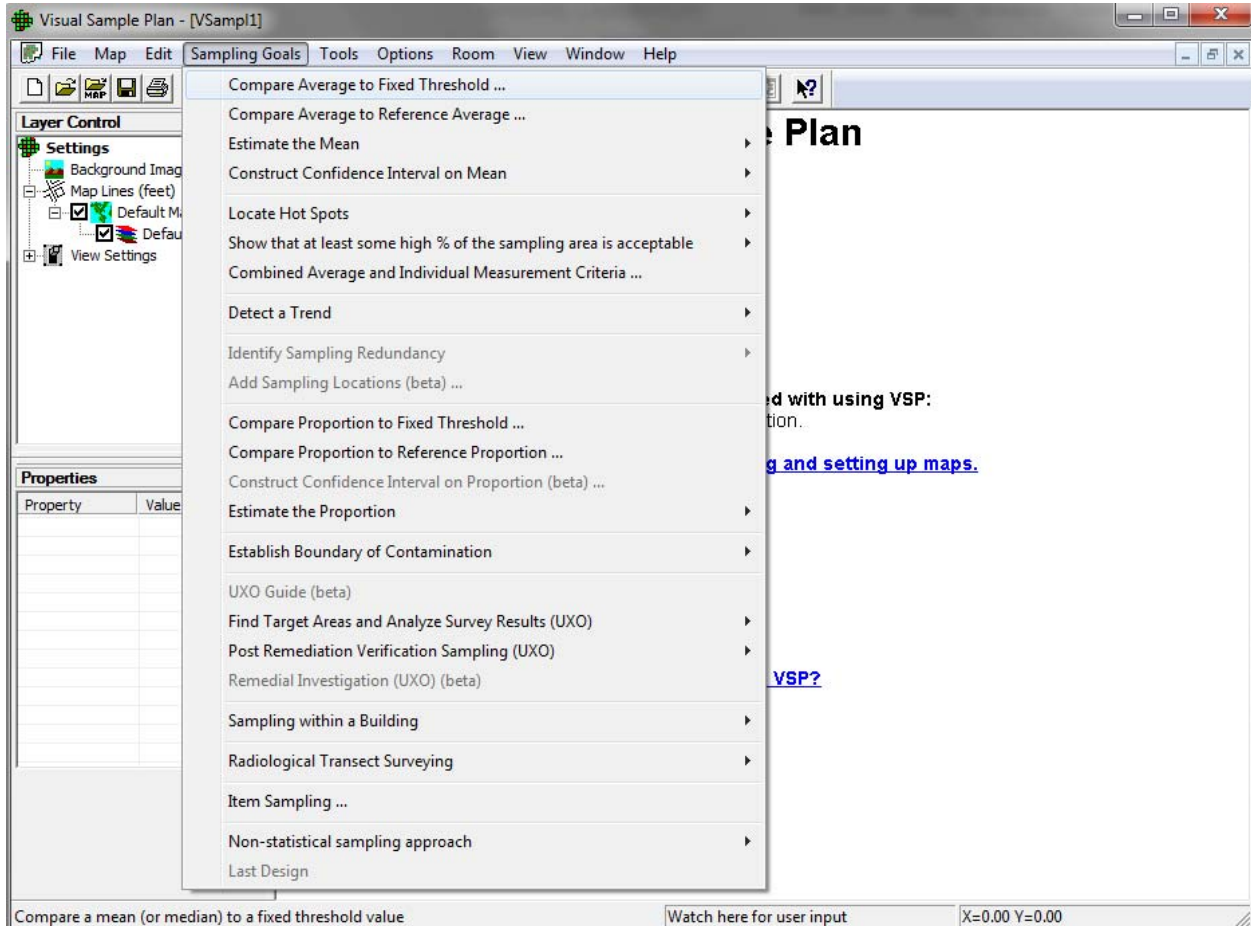 Visual Sample Plan - [VSampl1]
File Map Edit Sampling Goals Tools Options Room View Window Help
MAP
Layer Control
Settings
Background Imag
Map Lines (feet)
Default Ma
Defau
View Settings
Properties
Property Value
Compare Average to Fixed Threshold ...
Compare Average to Reference Average ...
Estimate the Mean
Construct Confidence Interval on Mean
Locate Hot Spots
Show that at least some high % of the sampling area is acceptable
Combined Average and Individual Measurement Criteria ...
Detect a Trend
Identify Sampling Redundancy
Add Sampling Locations (beta) ...
Compare Proportion to Fixed Threshold ...
Compare Proportion to Reference Proportion ...
Construct Confidence Interval on Proportion (beta) ...
Estimate the Proportion
Establish Boundary of Contamination
UXO Guide (beta)
Find Target Areas and Analyze Survey Results (UXO)
Post Remediation Verification Sampling (UXO)
Remedial Investigation (UXO) (beta)
Sampling within a Building
Radiological Transect Surveying
Item Sampling ...
Non-statistical sampling approach
Last Design
e Plan
ed with using VSP:
tion.
g and setting up maps.
VSP?
Compare a mean (or median) to a fixed threshold value
Watch here for user input
X=0.00 Y=0.00